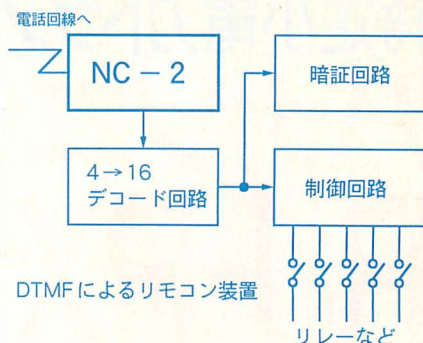 電話回線へ
NC－2
暗証回路
4→16
デコード回路
制御回路
DTMFによるリモコン装置
リレーなど